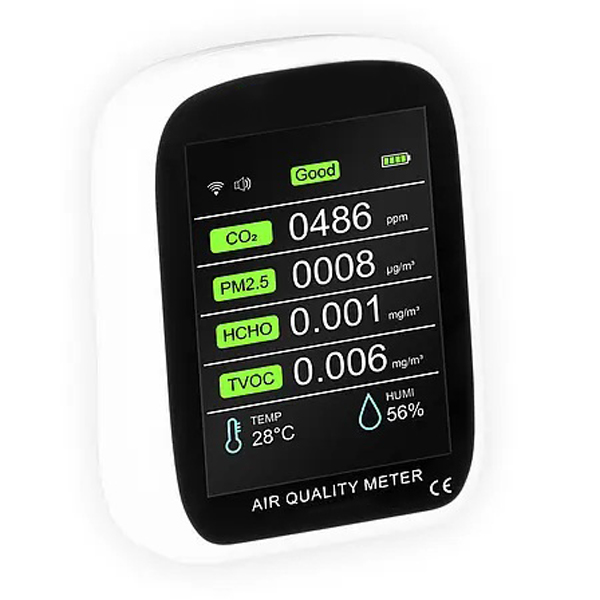 Good
CO₂ 0486 ppm
PM2.5 0008 µg/m³
HCHO 0.001 mg/m³
TVOC 0.006 mg/m³
TEMP
28°C
HUMI
56%
AIR QUALITY METER CE